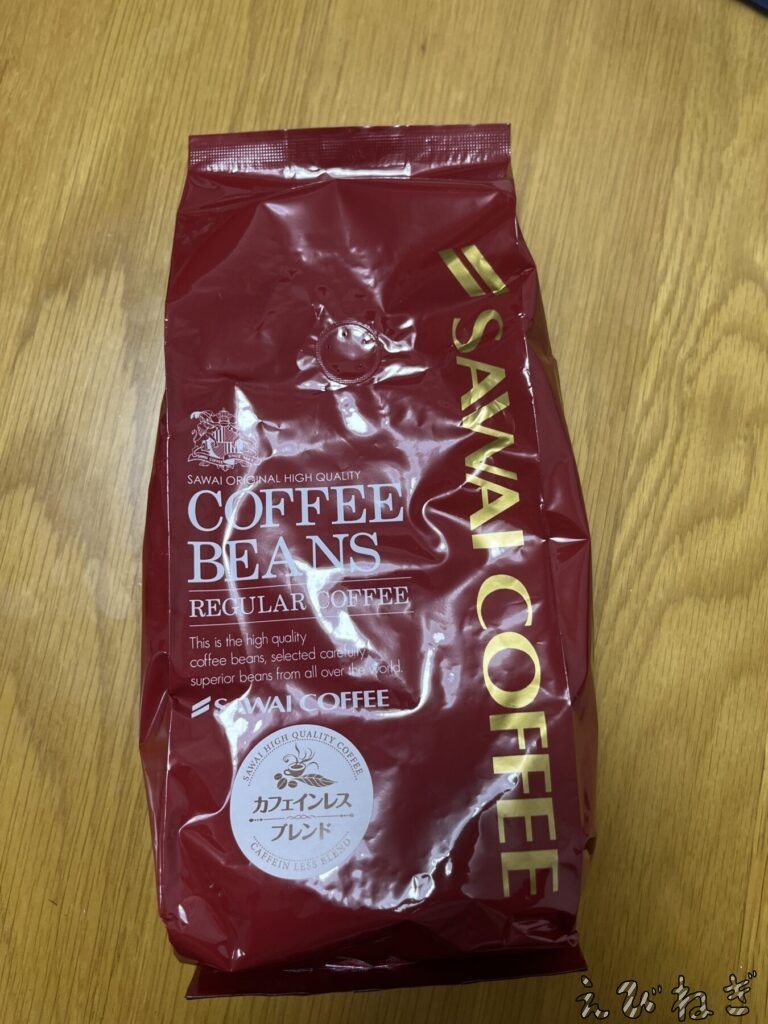 SAWAI COFFEE
SAWAI ORIGINAL HIGH QUALITY
COFFEE
BEANS
REGULAR COFFEE
This is the high quality
coffee beans, selected carefully
superior beans from all over the world.
SAWAI COFFEE
SAWAI HIGH QUALITY COFFEE
カフェインレス
ブレンド
CAFFEIN LESS BLEND
えびねぎ